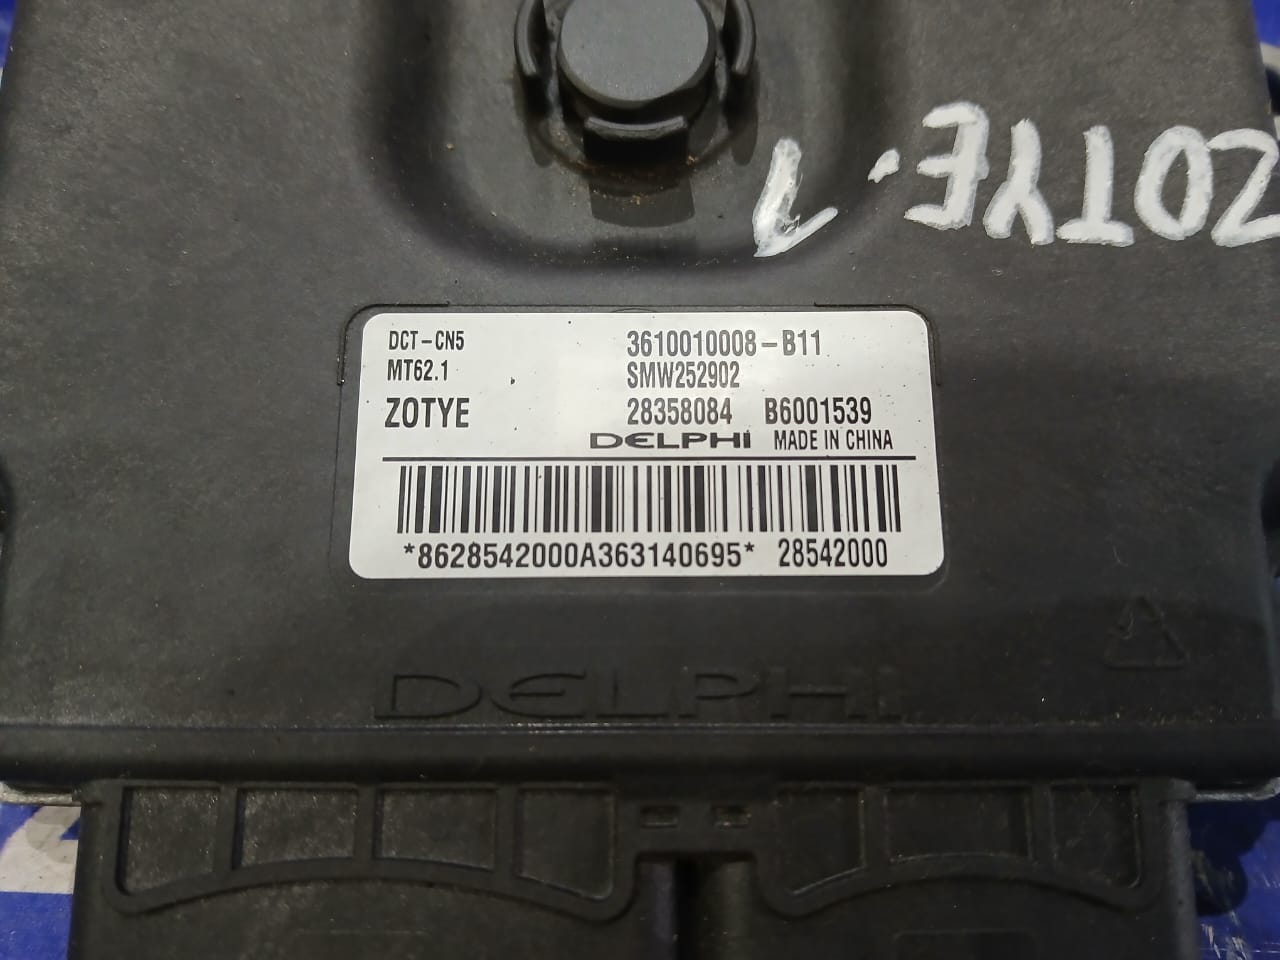 ZOTYE.
1
DCT-CN5 3610010008-B11
MT62.1 SMW252902
ZOTYE 28358084 B6001539
DELPHI MADE IN CHINA
*8628542000A363140695* 28542000
DELPHI